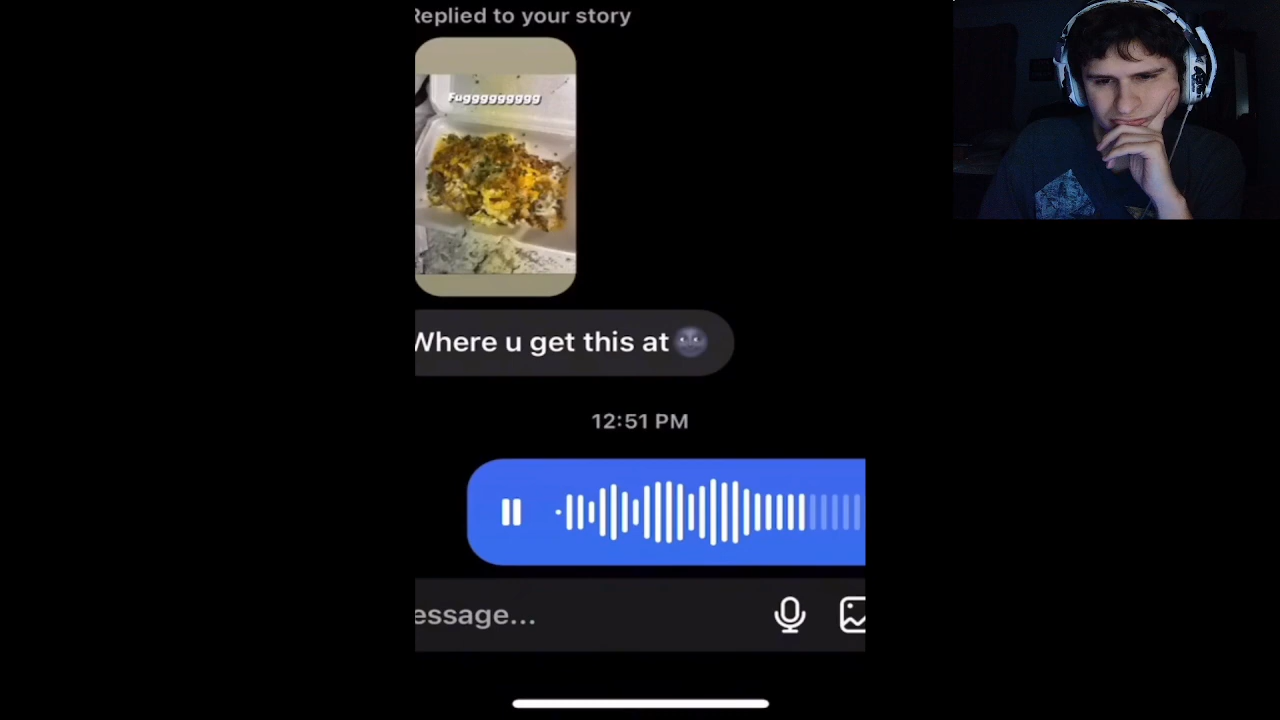 Replied to your story
Fuggggggggg
Where u get this at🌚
12:51 PM
essage...